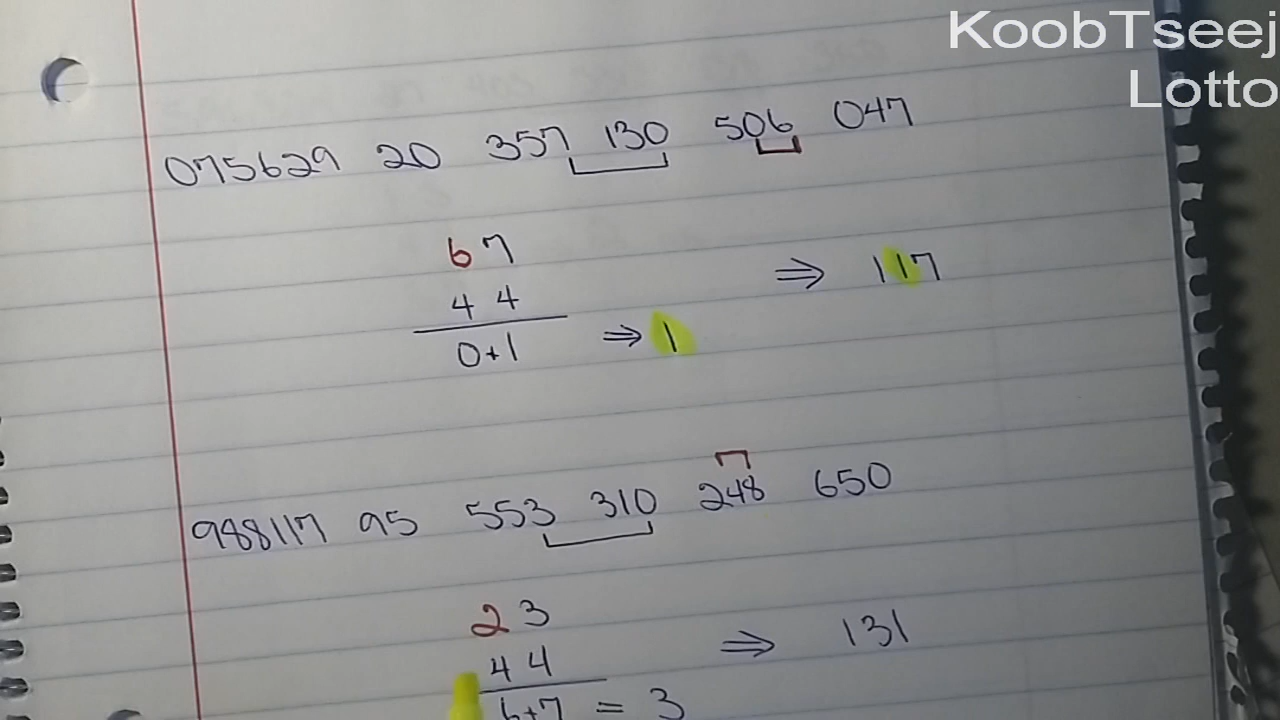 KoobTseej
Lotto
075629 20 357 130 506 047
67
44
0+1 ⇒ 1 ⇒ 117
988117 95 553 310 248 650
23
44 ⇒ 131
6+7 = 3